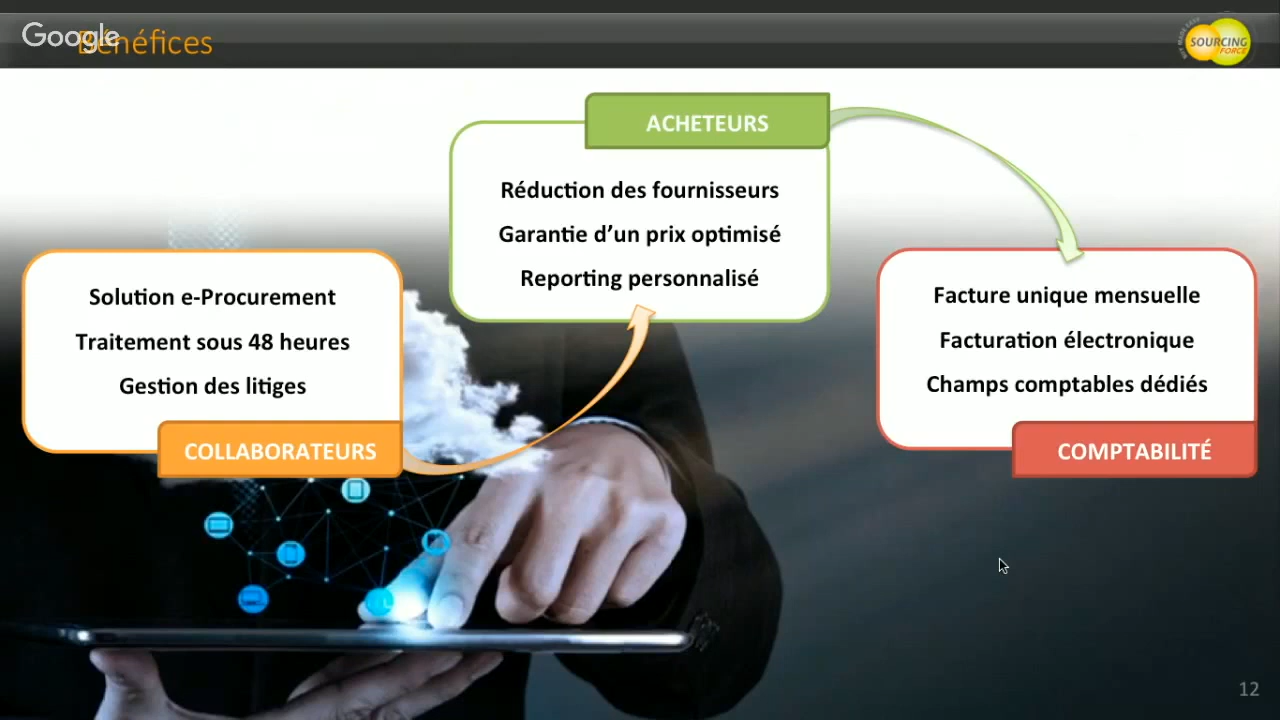 Google
Bénéfices
SOURCING
FORCE
ACHETEURS
Réduction des fournisseurs
Garantie d’un prix optimisé
Reporting personnalisé
Solution e-Procurement
Traitement sous 48 heures
Gestion des litiges
COLLABORATEURS
Facture unique mensuelle
Facturation électronique
Champs comptables dédiés
COMPTABILITÉ
12